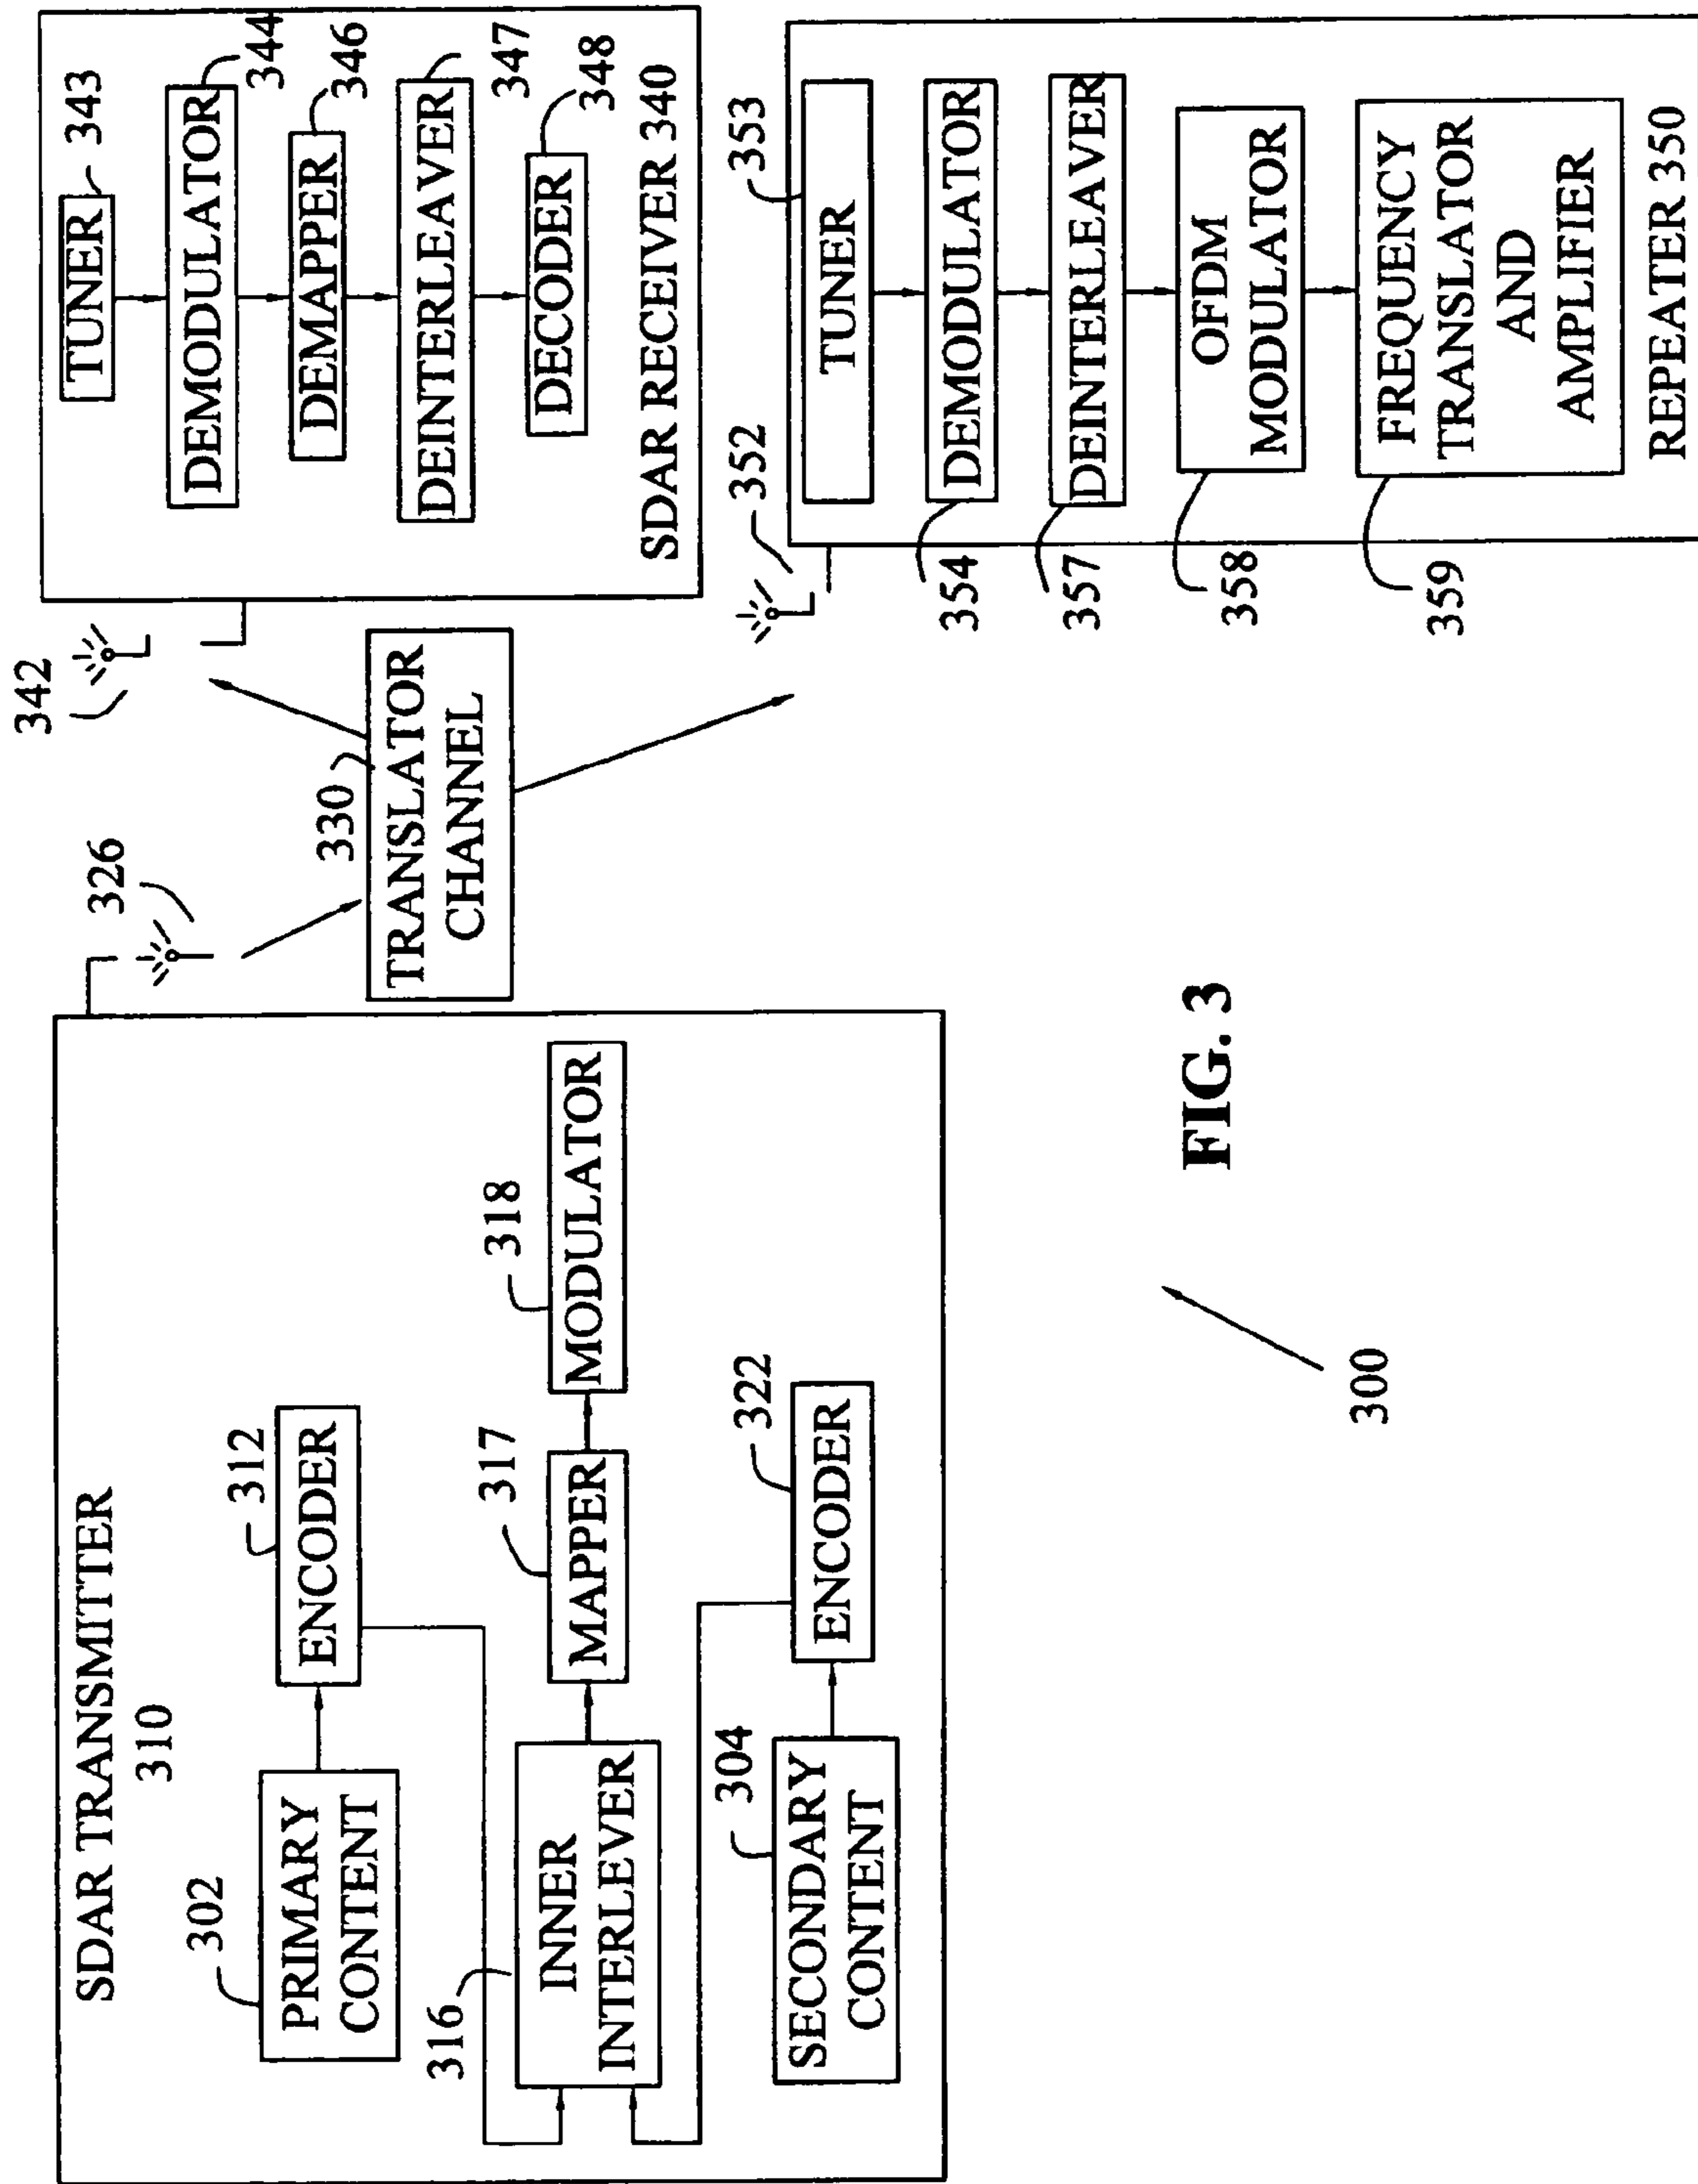 SDAR TRANSMITTER
310
302
PRIMARY
CONTENT
312
ENCODER
316
INNER
INTERLEVER
317
MAPPER
318
MODULATOR
304
SECONDARY
CONTENT
322
ENCODER
326
330
TRANSLATOR
CHANNEL
342
TUNER
343
DEMODULATOR
344
DEMAPPER
346
DEINTERLEAVER
347
DECODER
348
SDAR RECEIVER 340
352
TUNER
353
DEMODULATOR
354
DEINTERLEAVER
357
OFDM
MODULATOR
358
FREQUENCY
TRANSLATOR
AND
AMPLIFIER
359
REPEATER 350
300
FIG. 3